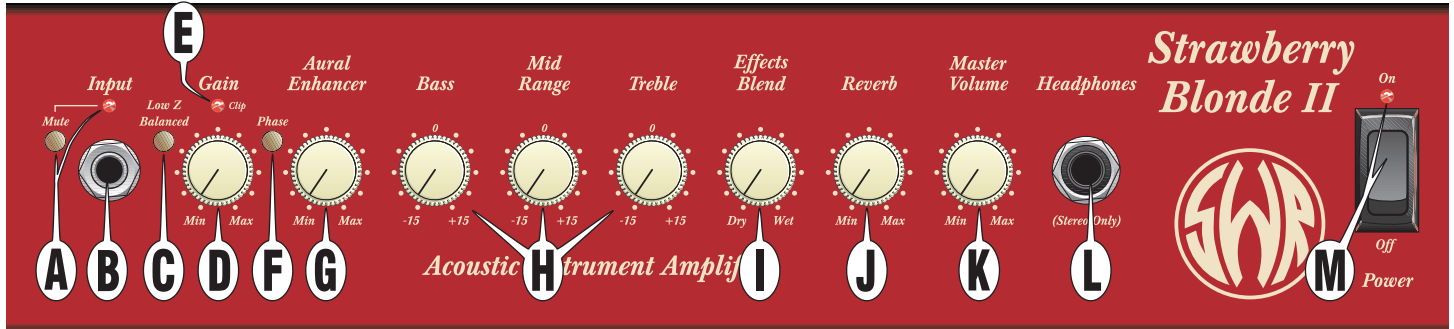 E
Input
Gain
Aural
Enhancer
Bass
Mid
Range
Treble
Effects
Blend
Reverb
Master
Volume
Headphones
Strawberry
Blonde II
On
Mute
Low Z
Balanced
Clip
Phase
0
0
0
Min Max
Min Max
-15 +15
-15 +15
-15 +15
Dry Wet
Min Max
Min Max
(Stereo Only)
SWR
Off
Power
A B C D F G H I J K L M
Acoustic